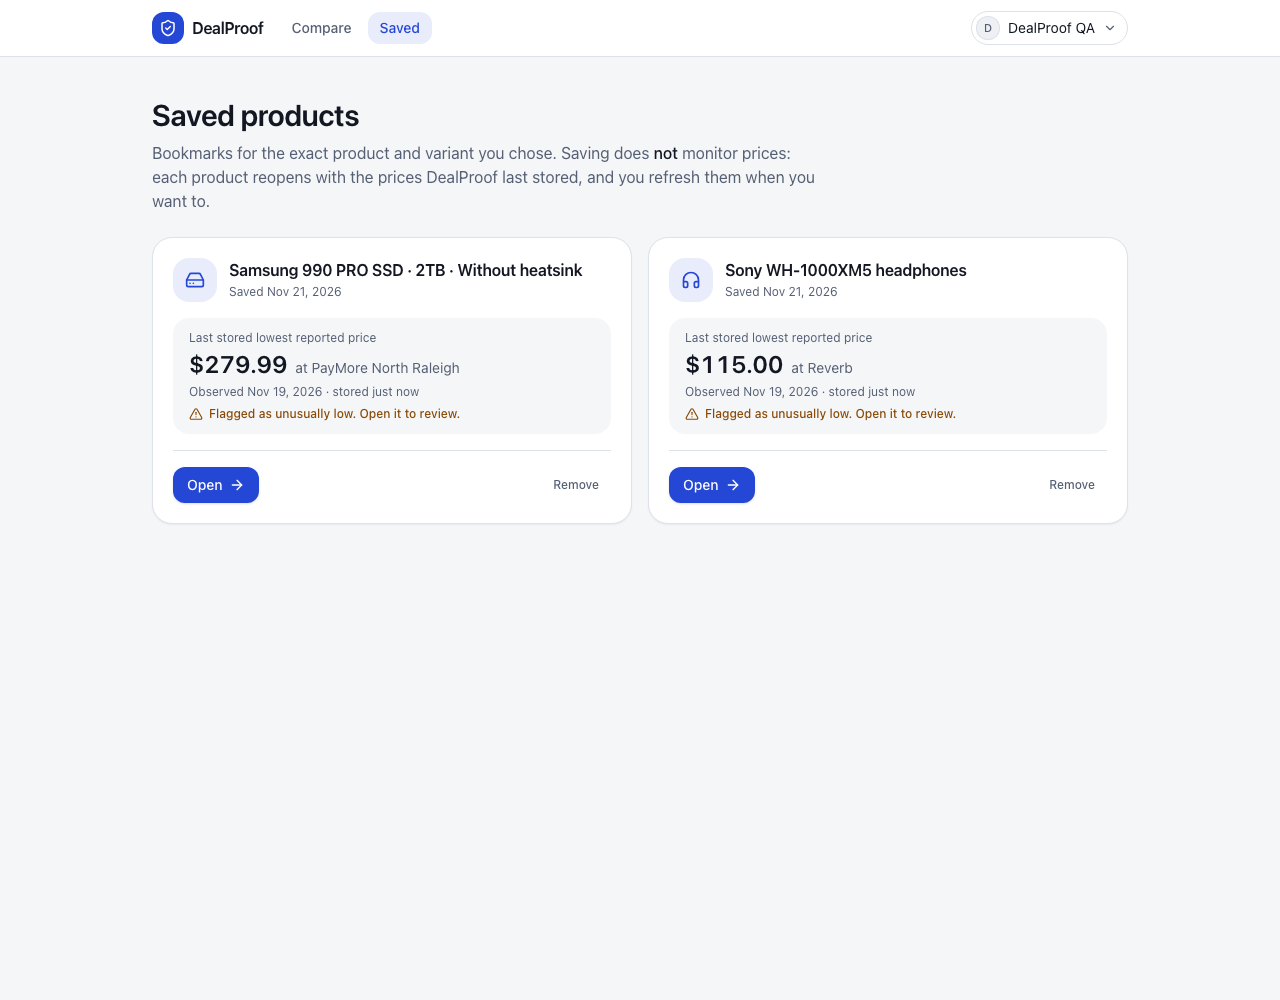 DealProof
Compare
Saved
D
DealProof QA
Saved products
Bookmarks for the exact product and variant you chose. Saving does not monitor prices:
each product reopens with the prices DealProof last stored, and you refresh them when you
want to.
Samsung 990 PRO SSD · 2TB · Without heatsink
Saved Nov 21, 2026
Last stored lowest reported price
$279.99 at PayMore North Raleigh
Observed Nov 19, 2026 · stored just now
Flagged as unusually low. Open it to review.
Open
Remove
Sony WH-1000XM5 headphones
Saved Nov 21, 2026
Last stored lowest reported price
$115.00 at Reverb
Observed Nov 19, 2026 · stored just now
Flagged as unusually low. Open it to review.
Open
Remove